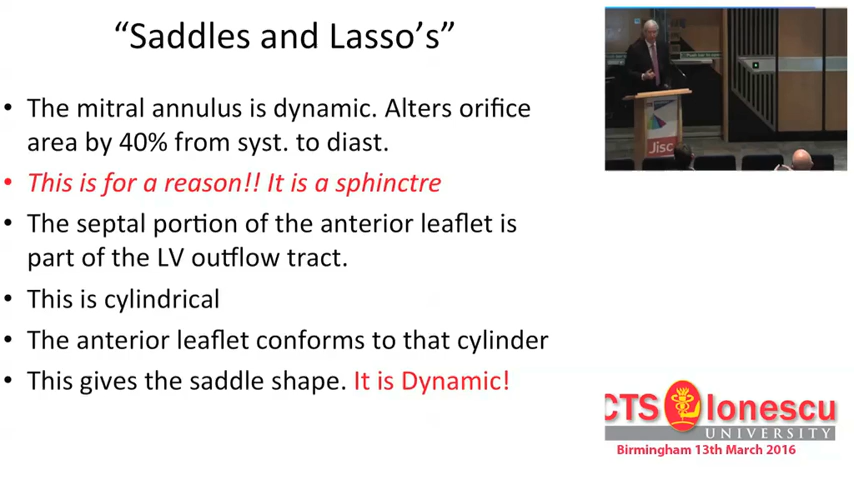 “Saddles and Lasso’s”
• The mitral annulus is dynamic. Alters orifice
area by 40% from syst. to diast.
• This is for a reason!! It is a sphinctre
• The septal portion of the anterior leaflet is
part of the LV outflow tract.
• This is cylindrical
• The anterior leaflet conforms to that cylinder
• This gives the saddle shape. It is Dynamic!
Jisc
CTS Ionescu
UNIVERSITY
Birmingham 13th March 2016